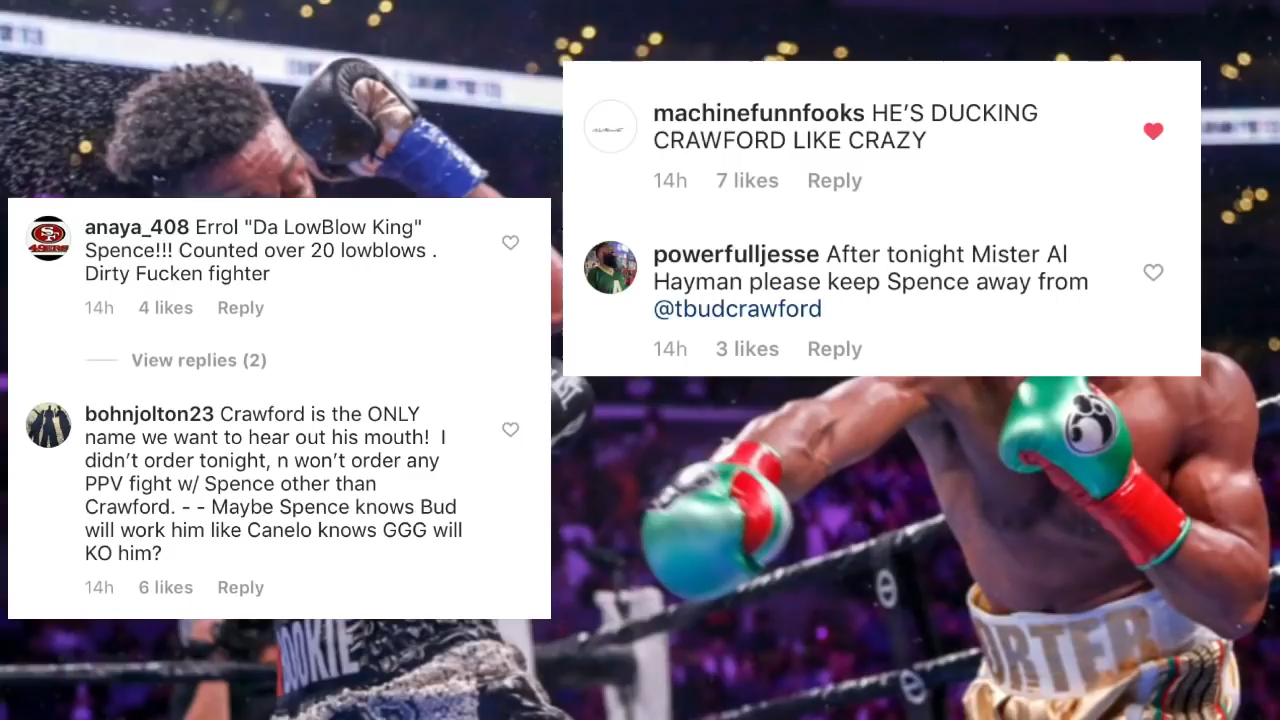 anaya_408 Errol "Da LowBlow King"
Spence!!! Counted over 20 lowblows .
Dirty Fucken fighter
14h 4 likes Reply
View replies (2)
bohnjolton23 Crawford is the ONLY
name we want to hear out his mouth! I
didn’t order tonight, n won’t order any
PPV fight w/ Spence other than
Crawford. - - Maybe Spence knows Bud
will work him like Canelo knows GGG will
KO him?
14h 6 likes Reply
machinefunnfooks HE’S DUCKING
CRAWFORD LIKE CRAZY
14h 7 likes Reply
powerfulljesse After tonight Mister Al
Hayman please keep Spence away from
@tbudcrawford
14h 3 likes Reply
49ERS
OOKIE
ORTER